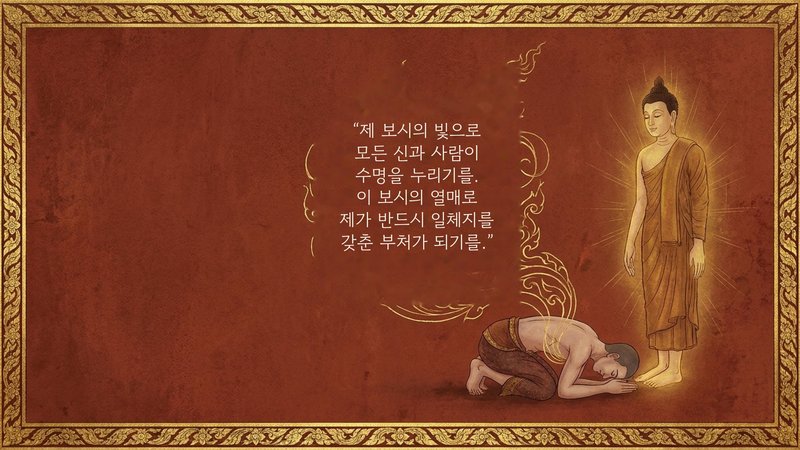 “제 보시의 빛으로
모든 신과 사람이
수명을 누리기를.
이 보시의 열매로
제가 반드시 일체지를
갖춘 부처가 되기를.”